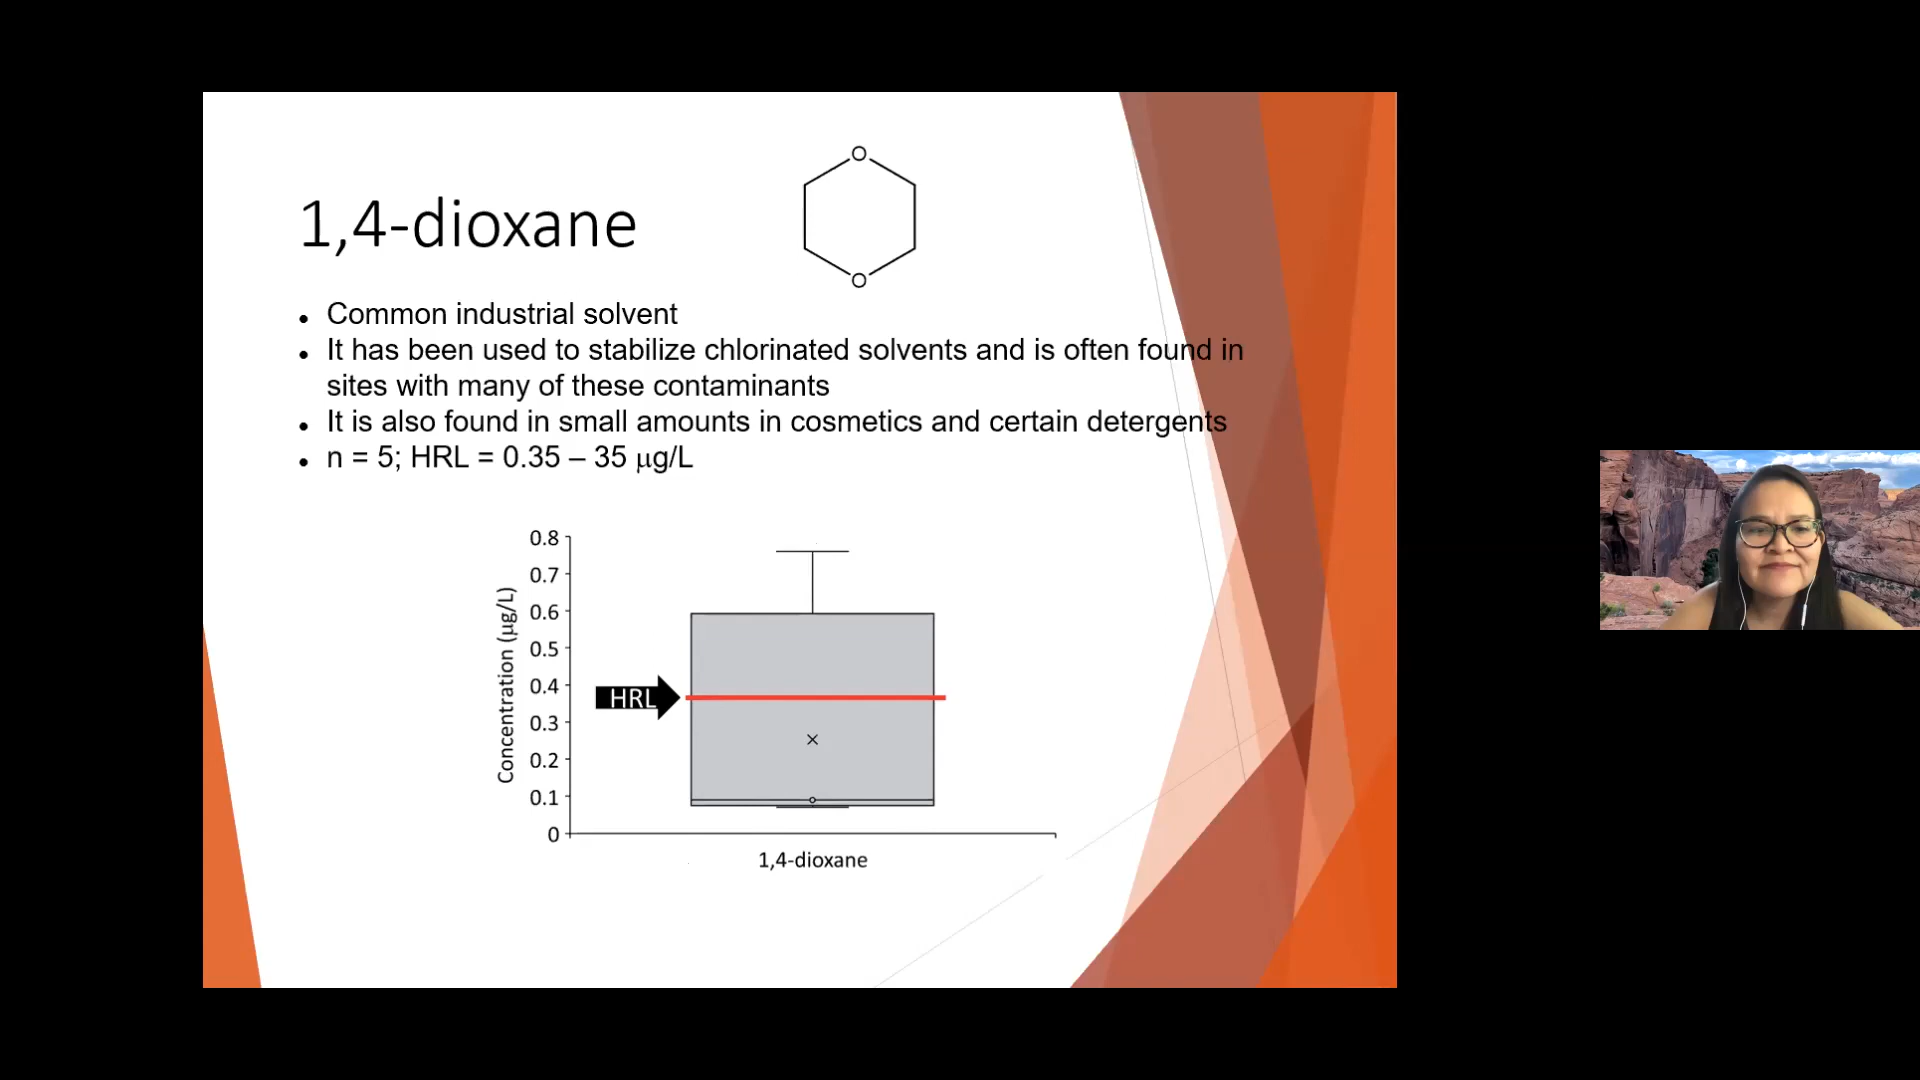 O
1,4-dioxane
O
• Common industrial solvent
• It has been used to stabilize chlorinated solvents and is often found in
sites with many of these contaminants
• It is also found in small amounts in cosmetics and certain detergents
• n = 5; HRL = 0.35 – 35 µg/L
0.8
0.7
0.6
0.5
0.4
0.3
0.2
0.1
0
Concentration (µg/L)
HRL
1,4-dioxane